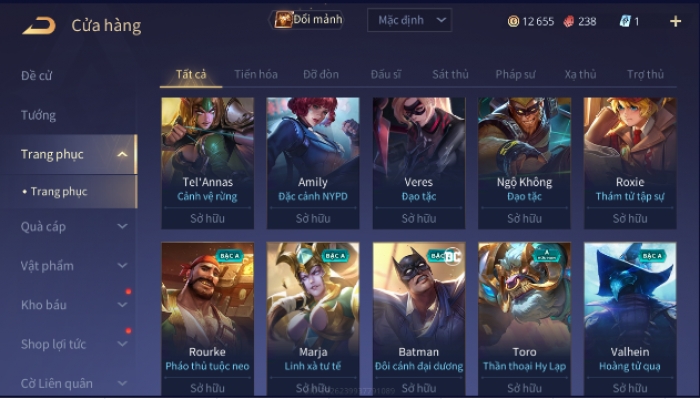 Cửa hàng
Đổi mảnh
Mặc định
12 655
238
1
Đề cử
Tất cả
Tiến hóa
Đỡ đòn
Đấu sĩ
Sát thủ
Pháp sư
Xạ thủ
Trợ thủ
Tướng
Trang phục
• Trang phục
Quà cáp
Vật phẩm
Kho báu
Shop lợi tức
Cờ Liên quân
Tel'Annas
Cảnh vệ rừng
Sở hữu
Amily
Đặc cảnh NYPD
Sở hữu
Veres
Đạo tặc
Sở hữu
Ngộ Không
Đạo tặc
Sở hữu
Roxie
Thám tử tập sự
Sở hữu
BẬC A
Rourke
Pháo thủ tuộc neo
Sở hữu
BẬC A
Marja
Linh xà tư tế
Sở hữu
BẬC
DC
Batman
Đôi cánh đại dương
Sở hữu
A
Toro
Thần thoại Hy Lạp
Sở hữu
BẬC A
Valhein
Hoàng tử quạ
Sở hữu